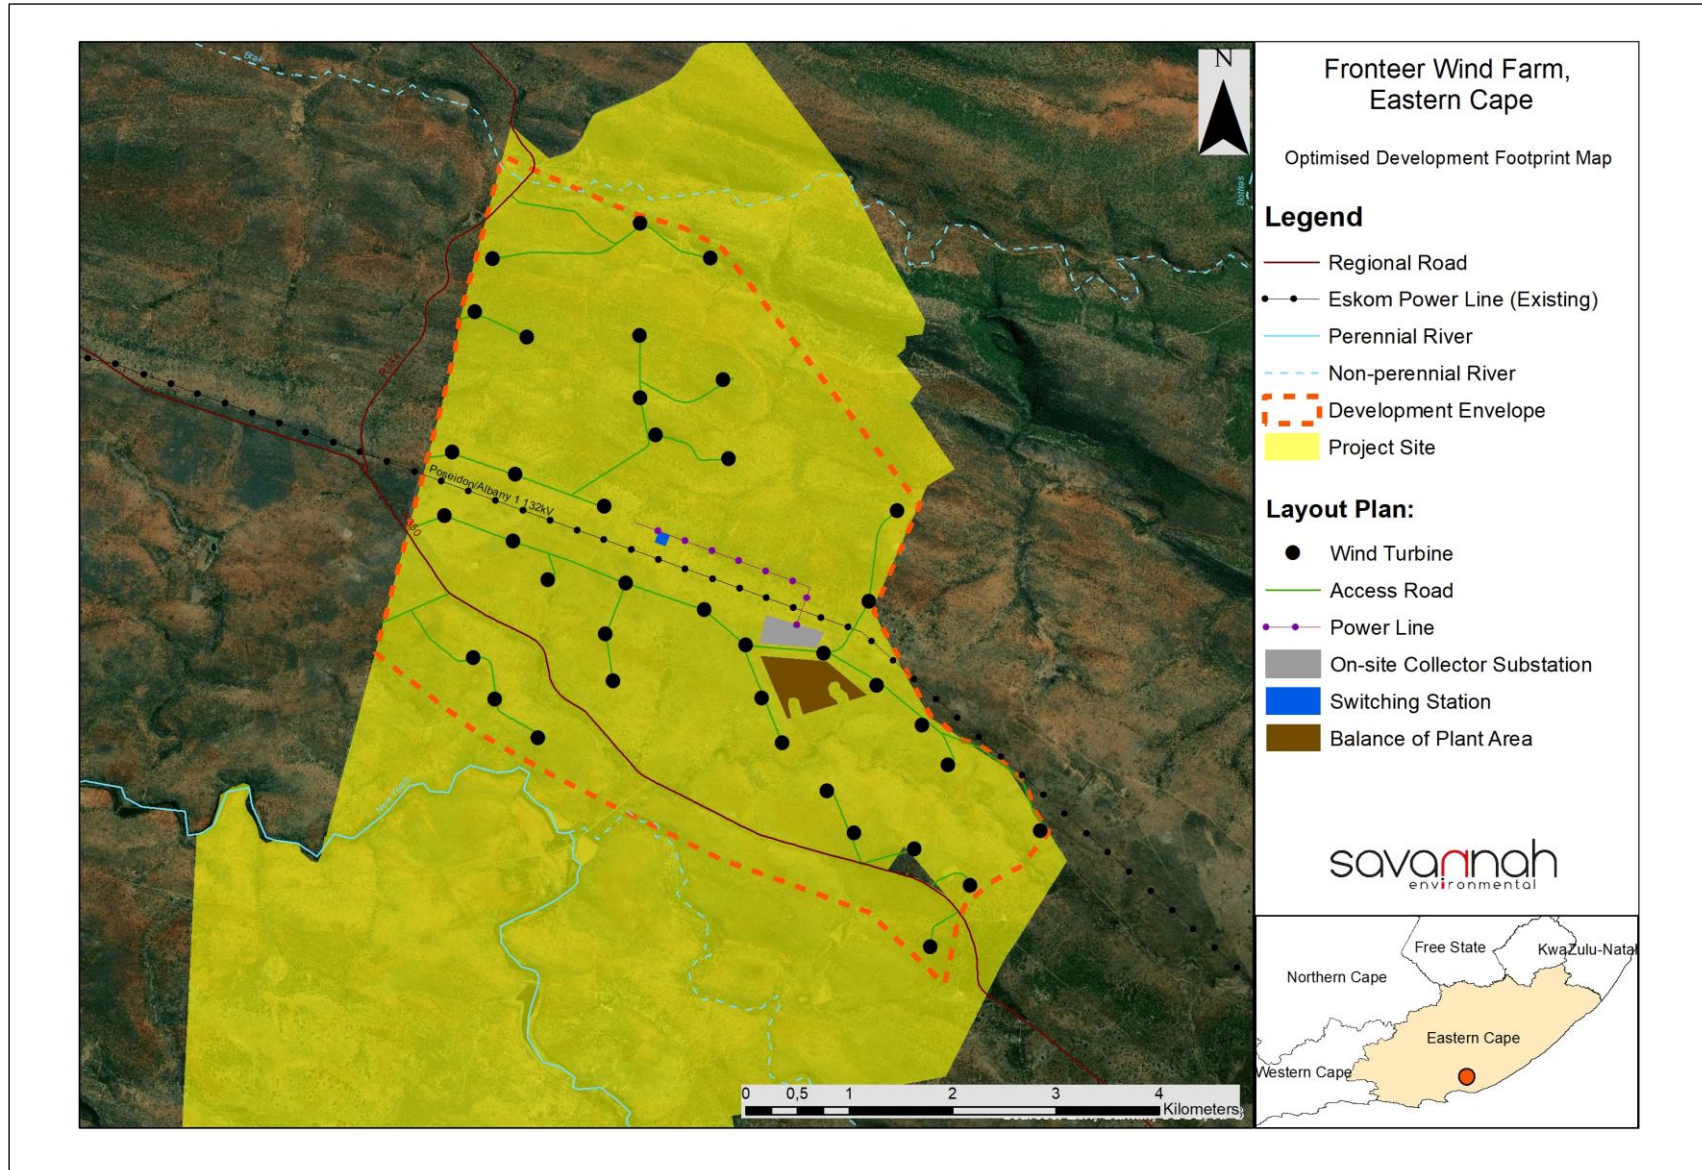 Fronteer Wind Farm,
Eastern Cape
Optimised Development Footprint Map
Legend
Regional Road
Eskom Power Line (Existing)
Perennial River
Non-perennial River
Development Envelope
Project Site
Layout Plan:
Wind Turbine
Access Road
Power Line
On-site Collector Substation
Switching Station
Balance of Plant Area
savannah
environmental
Free State
KwaZulu-Natal
Northern Cape
Eastern Cape
Western Cape
N
Brak
Bothas
Poseidon/Albany 1 132kV
0 0,5 1 2 3 4
Kilometers